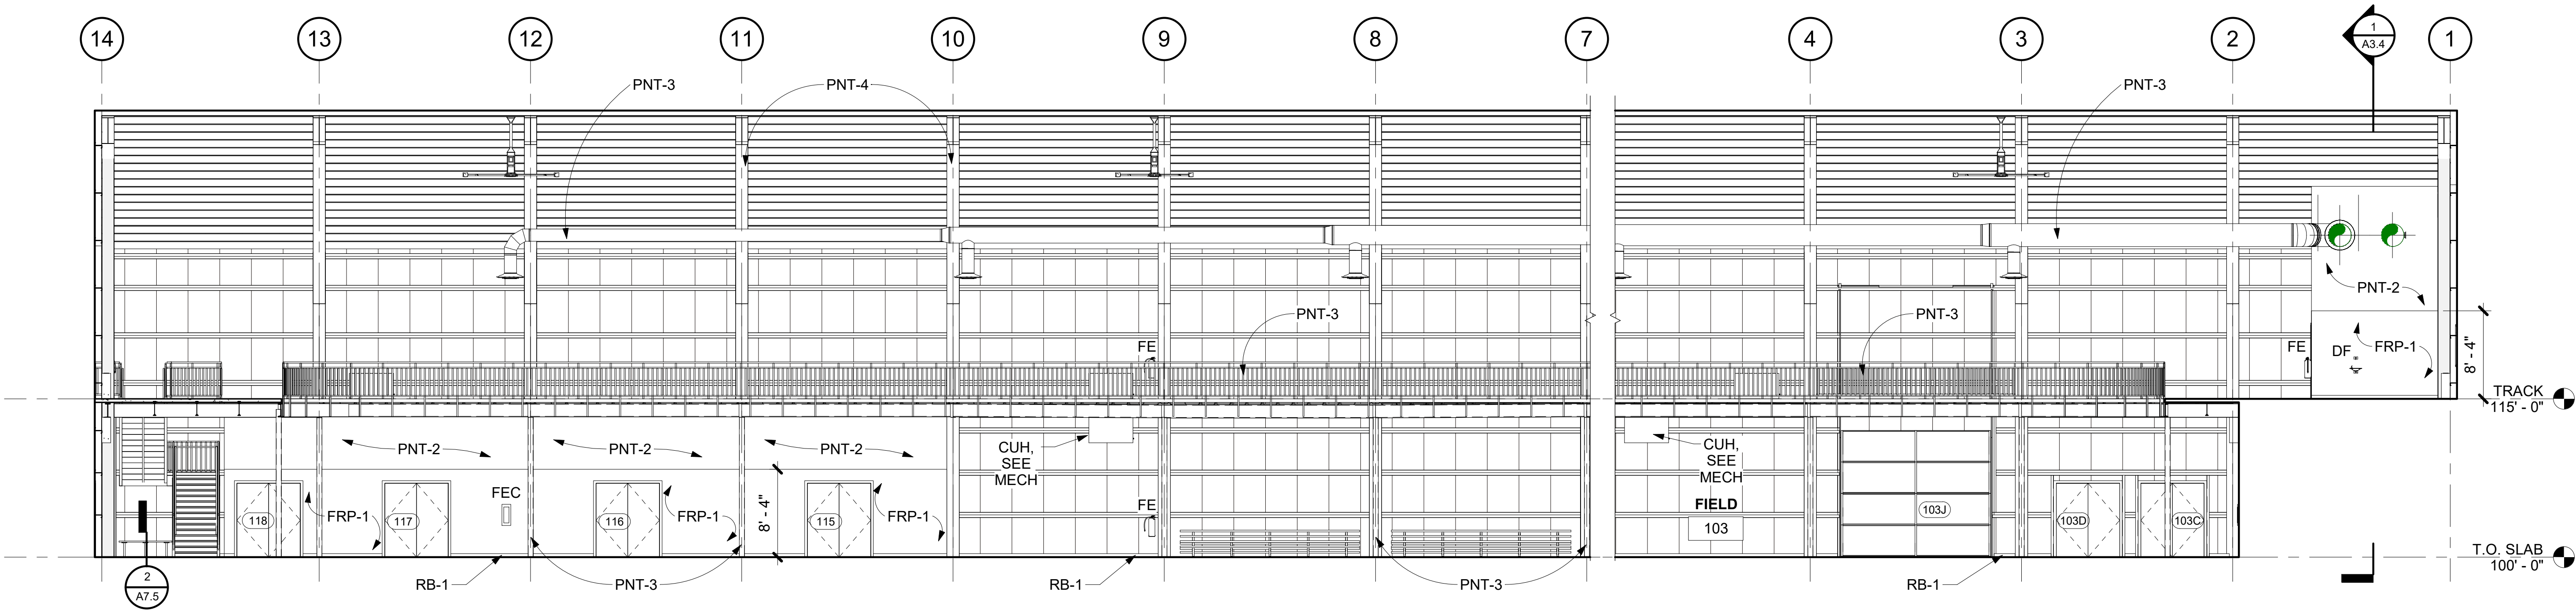 14
13
12
11
10
9
8
7
4
3
2
1
A3.4
1
PNT-3
PNT-4
PNT-3
PNT-2
PNT-3
PNT-3
FE
FE
DF
FRP-1
8' - 4"
TRACK
115' - 0"
PNT-2
PNT-2
PNT-2
CUH,
SEE
MECH
CUH,
SEE
MECH
FEC
FE
FIELD
103
118
FRP-1
117
116
FRP-1
8' - 4"
115
FRP-1
103J
103D
103C
T.O. SLAB
100' - 0"
2
A7.5
RB-1
PNT-3
RB-1
PNT-3
RB-1